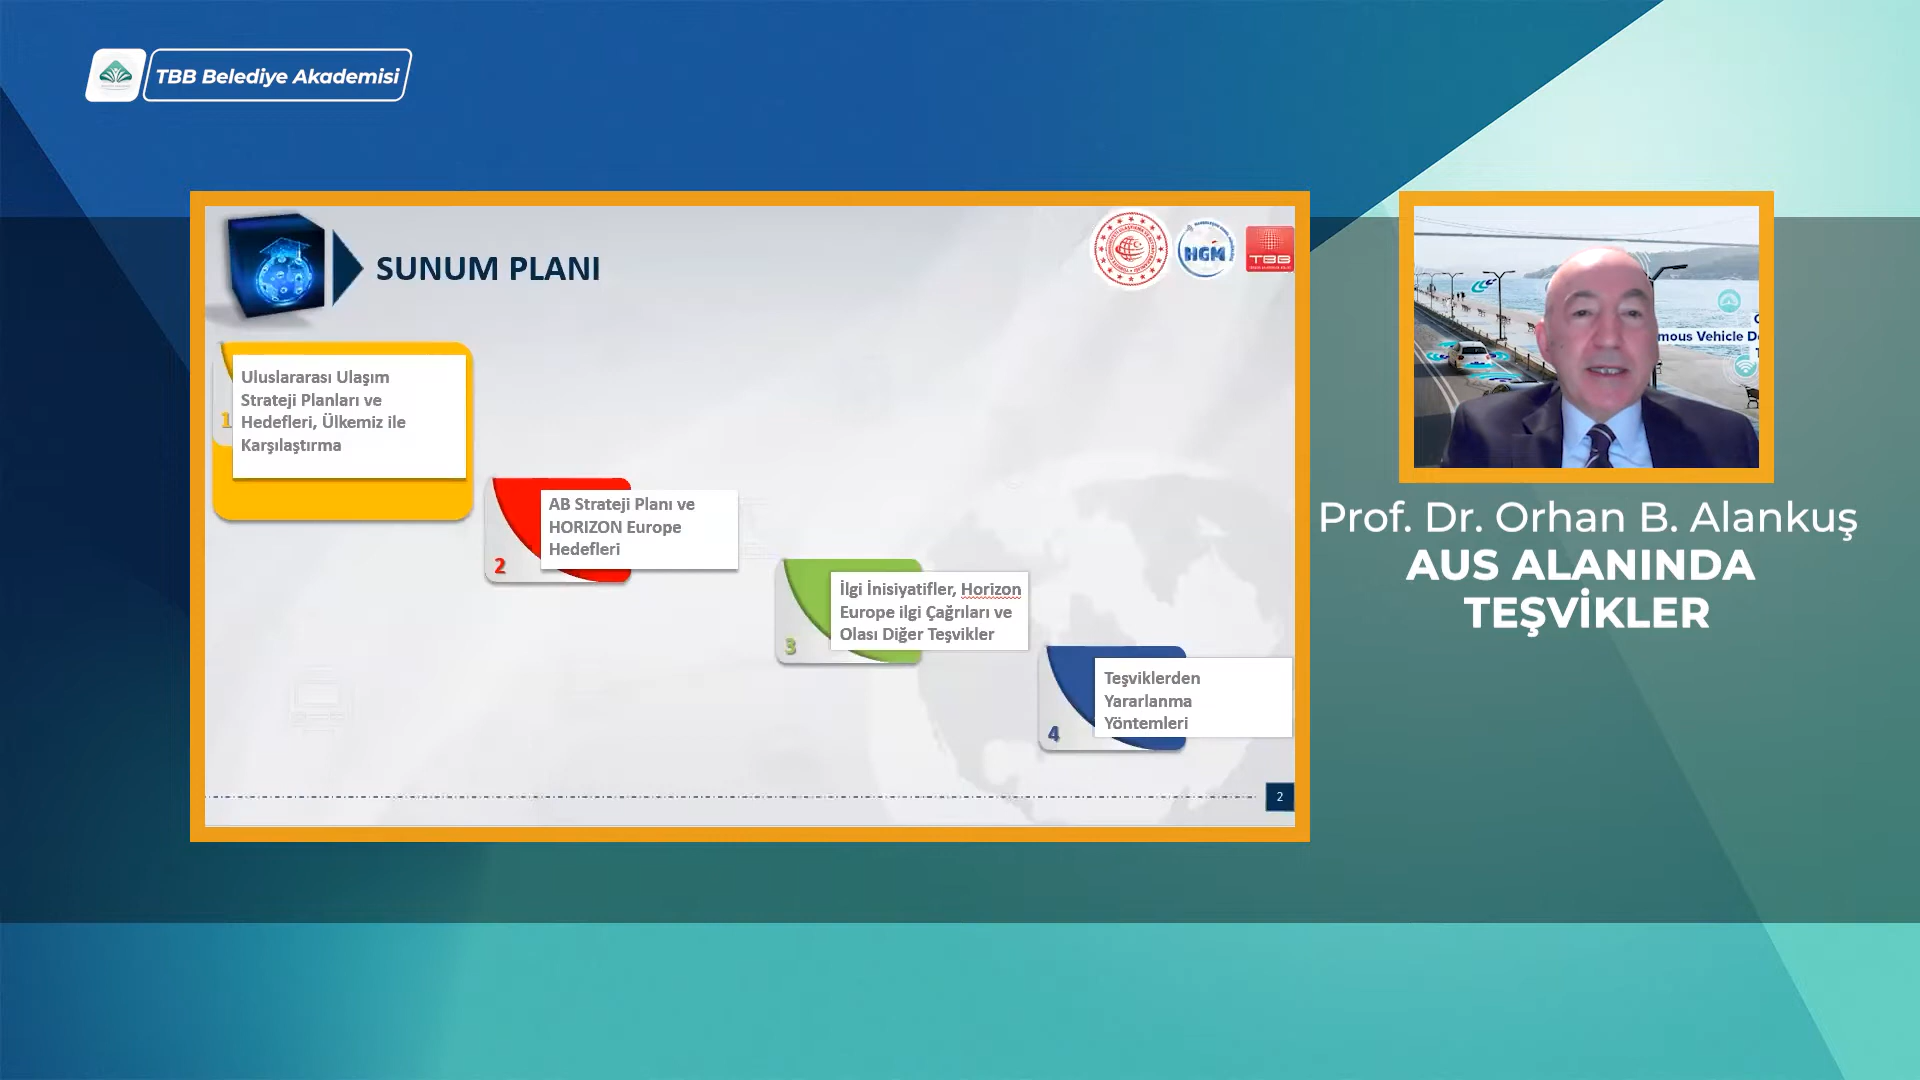 TBB Belediye Akademisi
SUNUM PLANI
HGM
TBB
1
Uluslararası Ulaşım
Strateji Planları ve
Hedefleri, Ülkemiz ile
Karşılaştırma
2
AB Strateji Planı ve
HORIZON Europe
Hedefleri
3
İlgi İnisiyatifler, Horizon
Europe ilgi Çağrıları ve
Olası Diğer Teşvikler
4
Teşviklerden
Yararlanma
Yöntemleri
2
mous Vehicle D
Prof. Dr. Orhan B. Alankuş
AUS ALANINDA
TEŞVİKLER